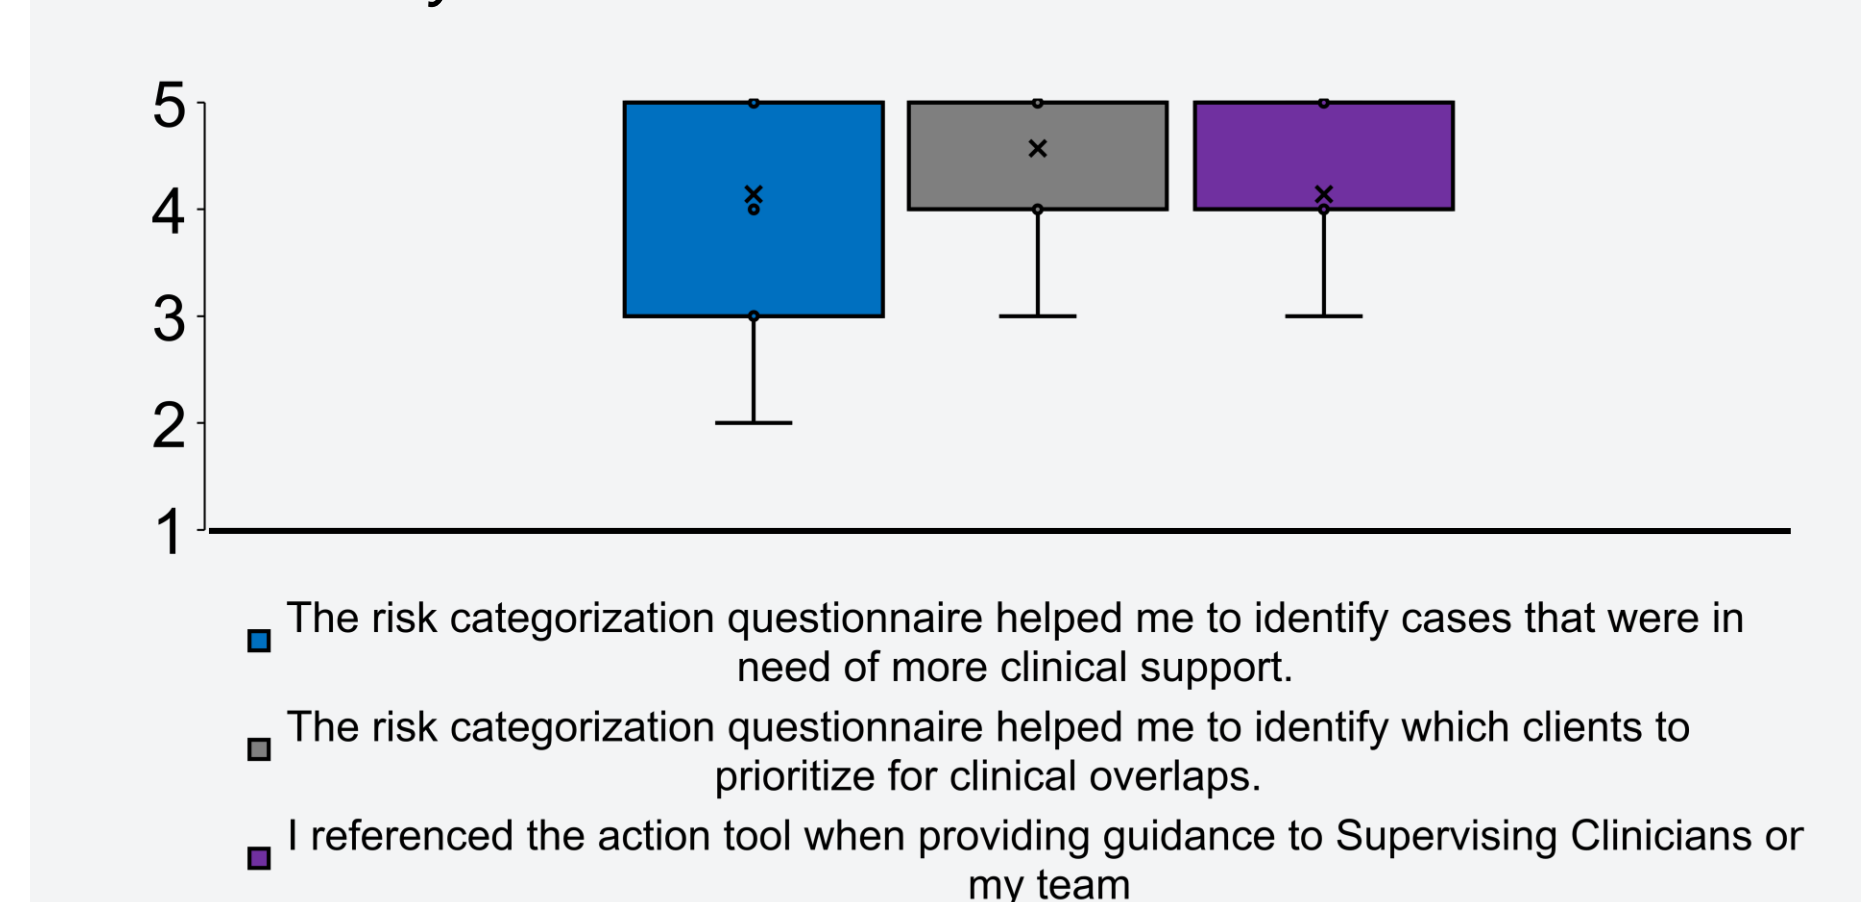 5
4
3
2
1
The risk categorization questionnaire helped me to identify cases that were in
need of more clinical support.
The risk categorization questionnaire helped me to identify which clients to
prioritize for clinical overlaps.
I referenced the action tool when providing guidance to Supervising Clinicians or
my team